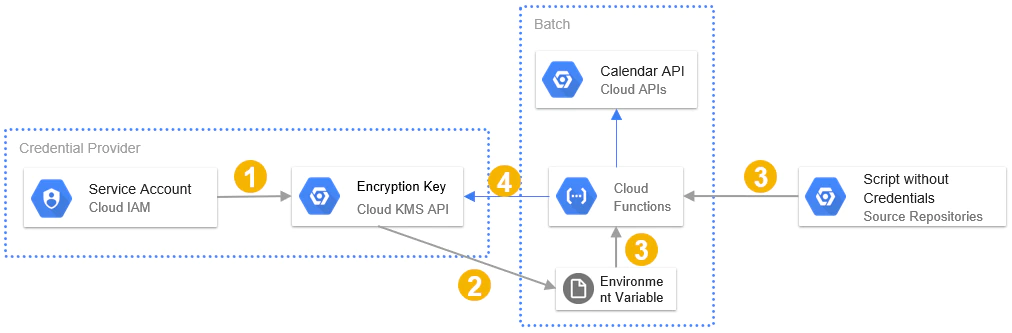 Batch
Calendar API
Cloud APIs
Credential Provider
Service Account
Cloud IAM
1
Encryption Key
Cloud KMS API
4
Cloud
Functions
3
Script without
Credentials
Source Repositories
2
3
Environme
nt Variable